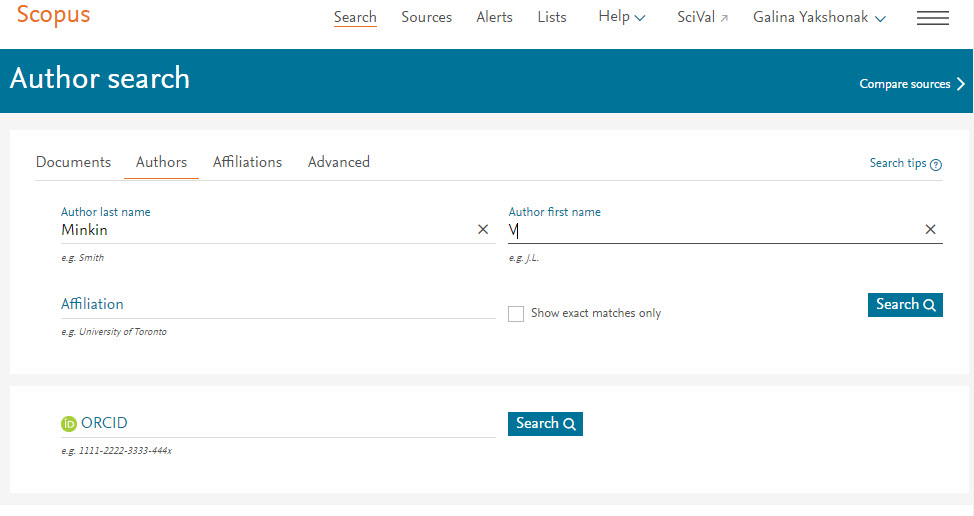 Scopus
Search Sources Alerts Lists Help SciVal Galina Yakshonak
Author search
Compare sources
Documents Authors Affiliations Advanced
Search tips
Author last name Author first name
Minkin V
e.g. Smith e.g. J.L.
Affiliation
Show exact matches only
Search
e.g. University of Toronto
iD ORCID
Search
e.g. 1111-2222-3333-444x